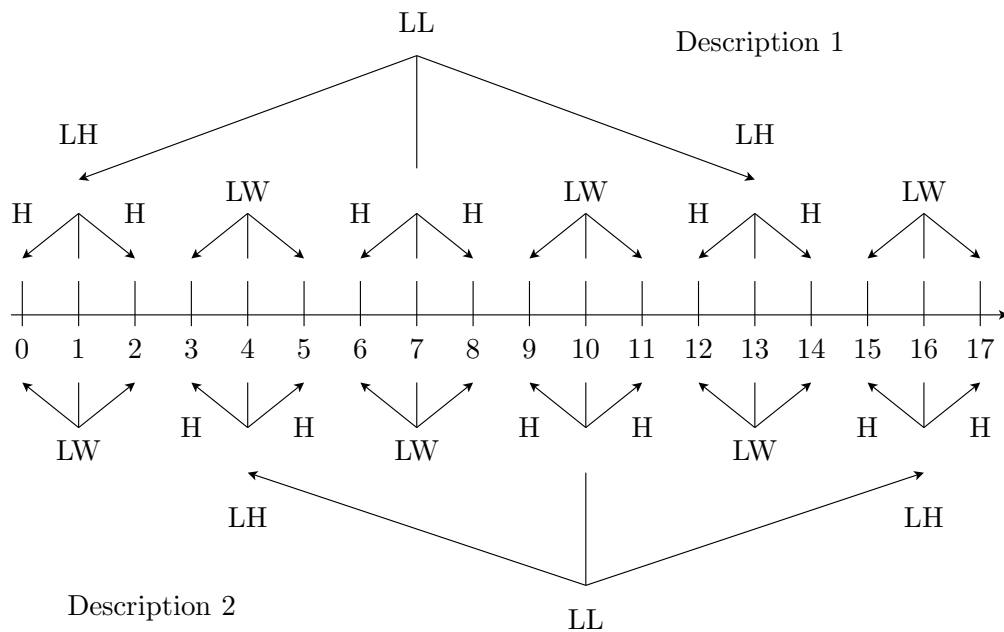 LL
Description 1
LH LH
LW LW LW
H H H H H H
0 1 2 3 4 5 6 7 8 9 10 11 12 13 14 15 16 17
H H H H H H
LW LW LW
LH LH
Description 2
LL